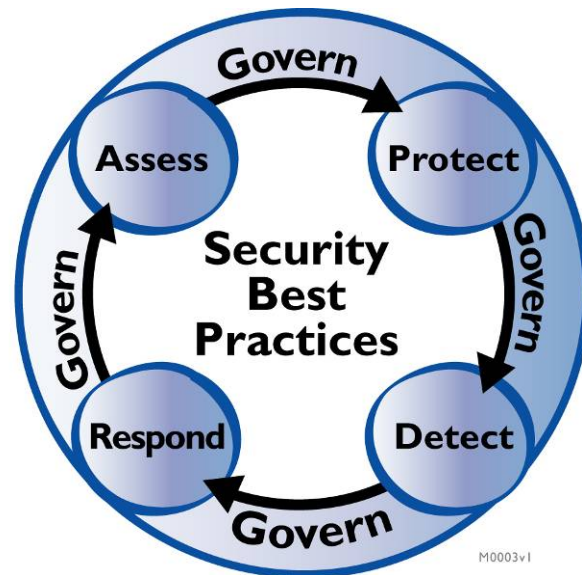 Govern
Assess
Protect
Govern
Security
Best
Practices
Govern
Respond
Detect
Govern
M0003v1